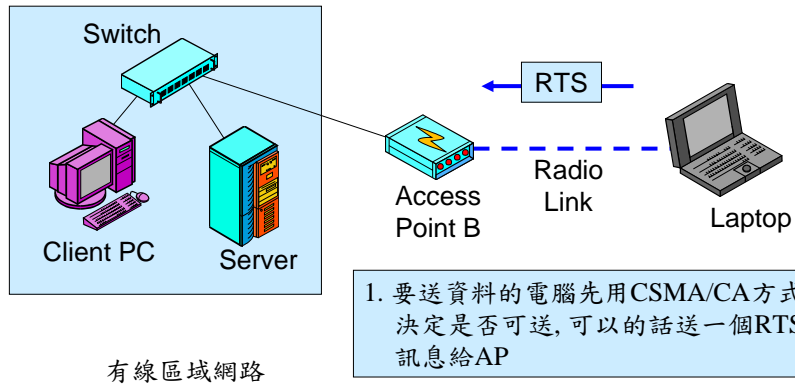 Switch
RTS
Radio
Link
Access
Point B
Laptop
Client PC
Server
1. 要送資料的電腦先用CSMA/CA方式
決定是否可送, 可以的話送一個RTS
訊息給AP
有線區域網路